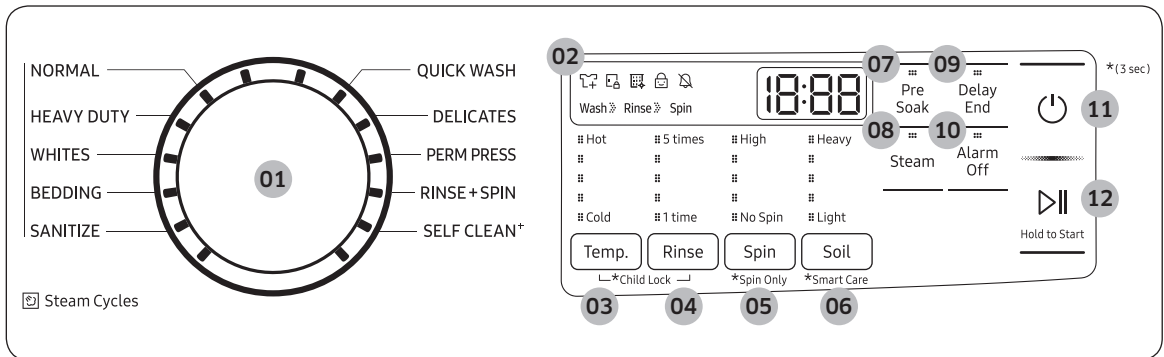 NORMAL
HEAVY DUTY
WHITES
BEDDING
SANITIZE
Steam Cycles
01
QUICK WASH
DELICATES
PERM PRESS
RINSE+SPIN
SELF CLEAN+
02
Wash Rinse Spin
18:88
Hot 5 times High Heavy
Cold 1 time No Spin Light
Temp. Rinse Spin Soil
*Child Lock *Spin Only *Smart Care
03 04 05 06
07 09
Pre Soak
Delay End
08 10
Steam
Alarm Off
*(3 sec)
11
12
Hold to Start